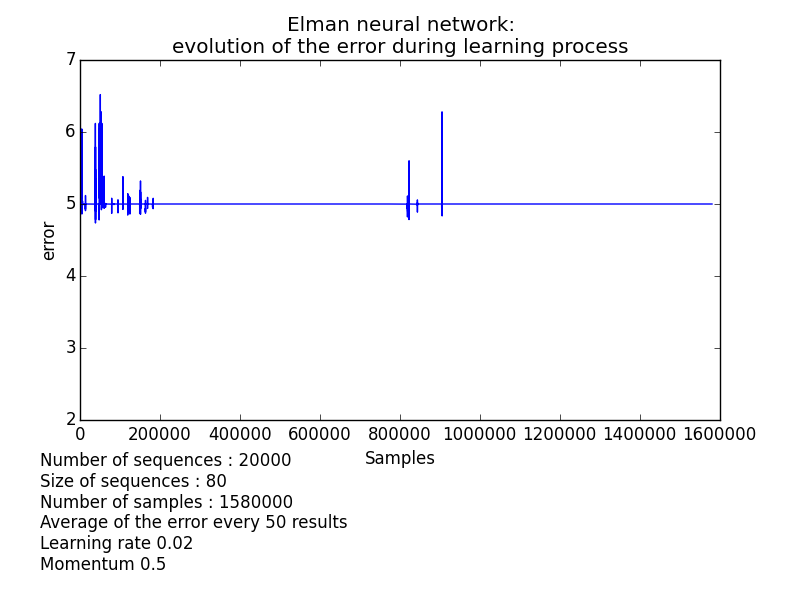 Elman neural network:
evolution of the error during learning process
7
6
5
4
3
2
error
0 200000 400000 600000 800000 1000000 1200000 1400000 1600000
Samples
Number of sequences : 20000
Size of sequences : 80
Number of samples : 1580000
Average of the error every 50 results
Learning rate 0.02
Momentum 0.5